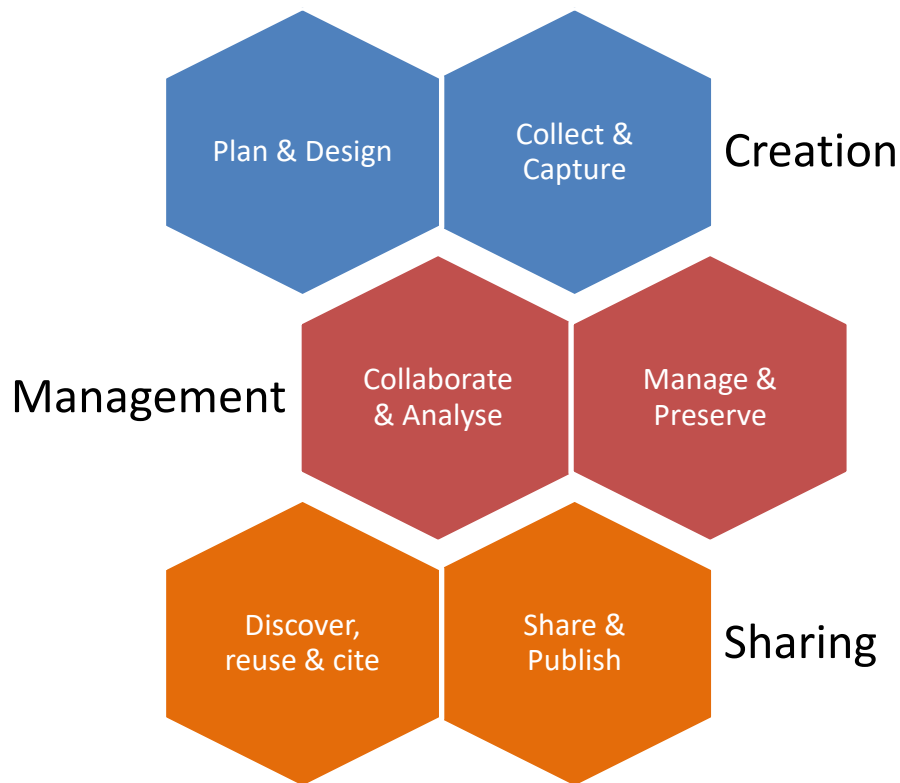 Plan & Design
Collect &
Capture
Creation
Management
Collaborate
& Analyse
Manage &
Preserve
Discover,
reuse & cite
Share &
Publish
Sharing